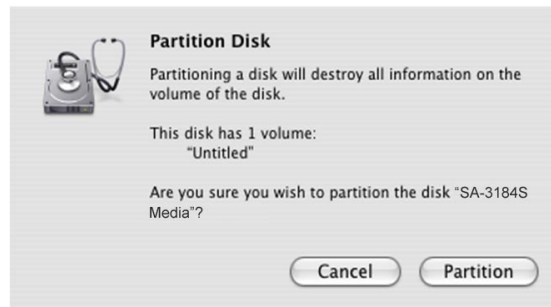 Partition Disk
Partitioning a disk will destroy all information on the
volume of the disk.
This disk has 1 volume:
“Untitled”
Are you sure you wish to partition the disk “SA-3184S
Media”?
Cancel Partition